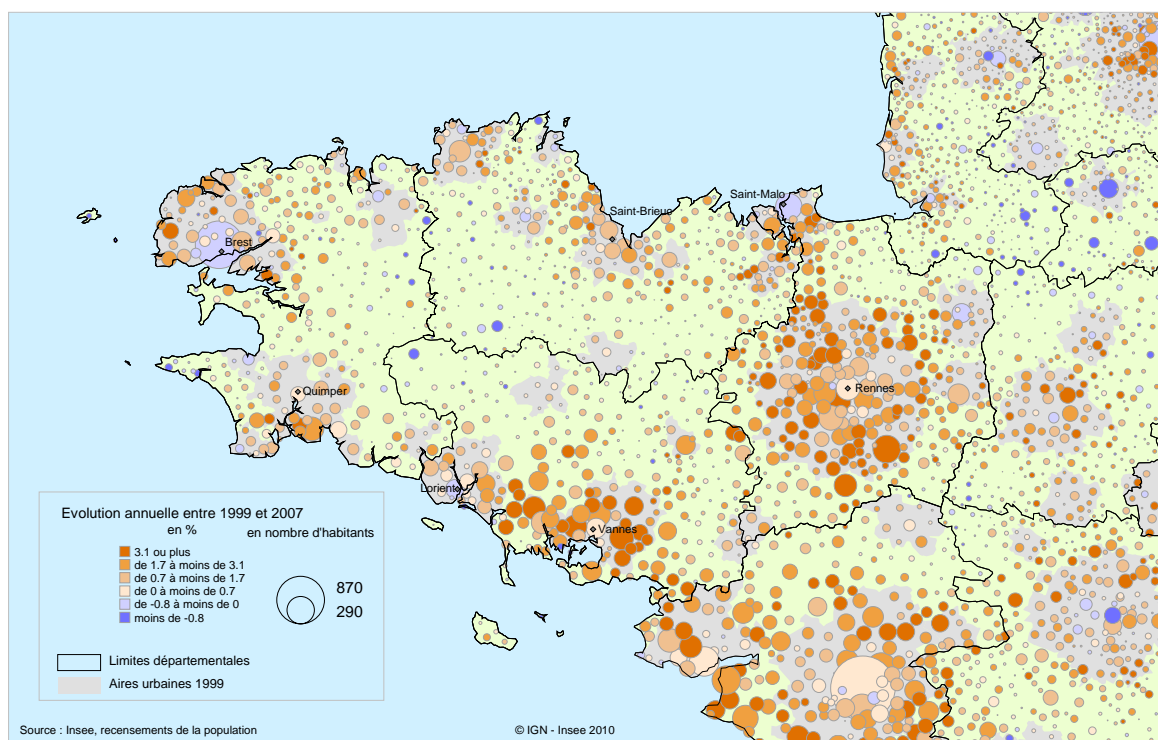 Saint-Malo
Saint-Brieuc
Brest
Rennes
Quimper
Lorient
Vannes
Evolution annuelle entre 1999 et 2007
en %
en nombre d'habitants
3.1 ou plus
de 1.7 à moins de 3.1
de 0.7 à moins de 1.7
de 0 à moins de 0.7
de -0.8 à moins de 0
moins de -0.8
870
290
Limites départementales
Aires urbaines 1999
Source : Insee, recensements de la population
© IGN - Insee 2010